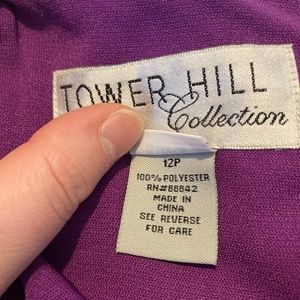 TOWER HILL
Collection
12P
100% POLYESTER
RN#88842
MADE IN
CHINA
SEE REVERSE
FOR CARE